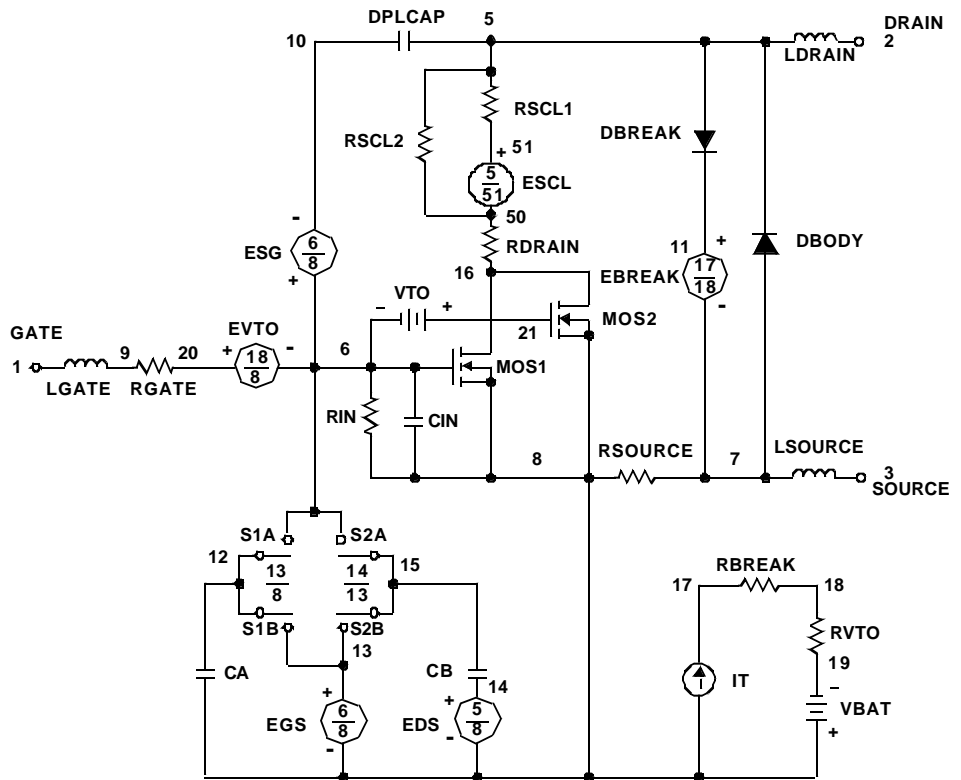 DPLCAP
5
10
DRAIN
2
LDRAIN
RSCL1
RSCL2
DBREAK
+ 51
5
51
ESCL
50
-
ESG
6
8
+
RDRAIN
16
11
+
EBREAK
17
18
-
DBODY
VTO
- +
21
MOS2
GATE
1
LGATE
9
RGATE
20
EVTO
+
18
8
-
6
MOS1
RIN
CIN
8
RSOURCE
7
LSOURCE
3
SOURCE
S1A
S2A
12
13
8
14
13
15
S1B
S2B
13
RBREAK
17
18
RVTO
19
CA
CB
14
+
EGS
6
8
-
+
EDS
5
8
-
IT
-
VBAT
+